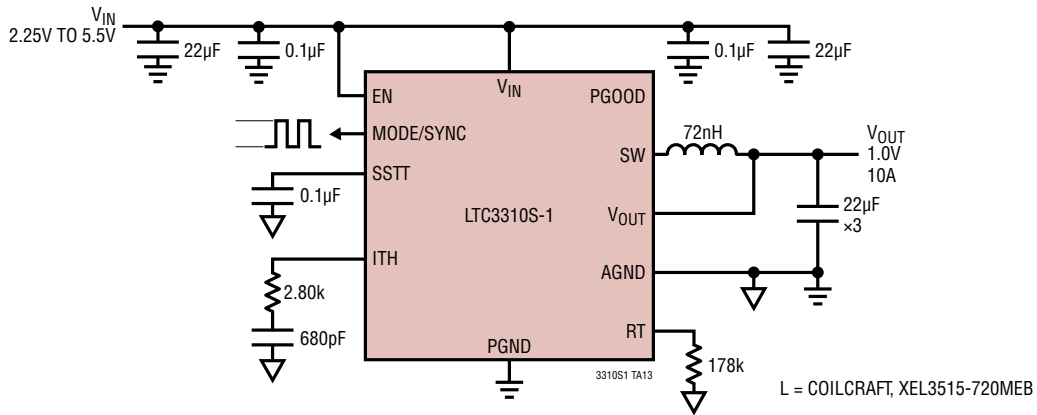 VIN
2.25V TO 5.5V
22µF
0.1µF
0.1µF
22µF
EN
VIN
PGOOD
MODE/SYNC
72nH
VOUT
1.0V
10A
SW
SSTT
0.1µF
LTC3310S-1
VOUT
22µF
×3
ITH
AGND
2.80k
680pF
RT
PGND
178k
3310S1 TA13
L = COILCRAFT, XEL3515-720MEB